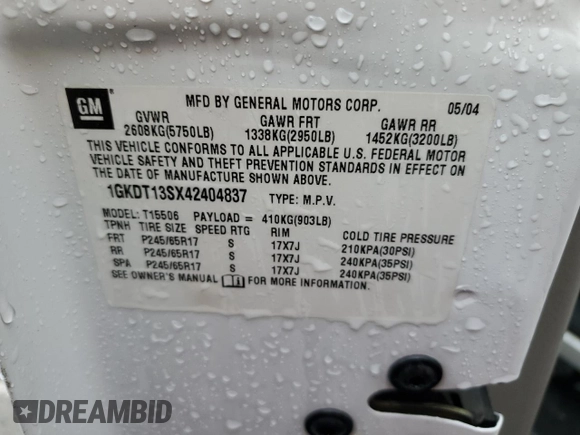 GM
MFD BY GENERAL MOTORS CORP. 05/04
GVWR GAWR FRT GAWR RR
2608KG(5750LB) 1338KG(2950LB) 1452KG(3200LB)
THIS VEHICLE CONFORMS TO ALL APPLICABLE U.S. FEDERAL MOTOR
VEHICLE SAFETY AND THEFT PREVENTION STANDARDS IN EFFECT ON
THE DATE OF MANUFACTURE SHOWN ABOVE.
1GKDT13SX42404837 TYPE: M.P.V.
MODEL: T15506 PAYLOAD = 410KG(903LB)
TPNH TIRE SIZE SPEED RTG RIM COLD TIRE PRESSURE
FRT P245/65R17 S 17X7J 210KPA(30PSI)
RR P245/65R17 S 17X7J 240KPA(35PSI)
SPA P245/65R17 S 17X7J 240KPA(35PSI)
SEE OWNER'S MANUAL FOR MORE INFORMATION.
DREAMBID